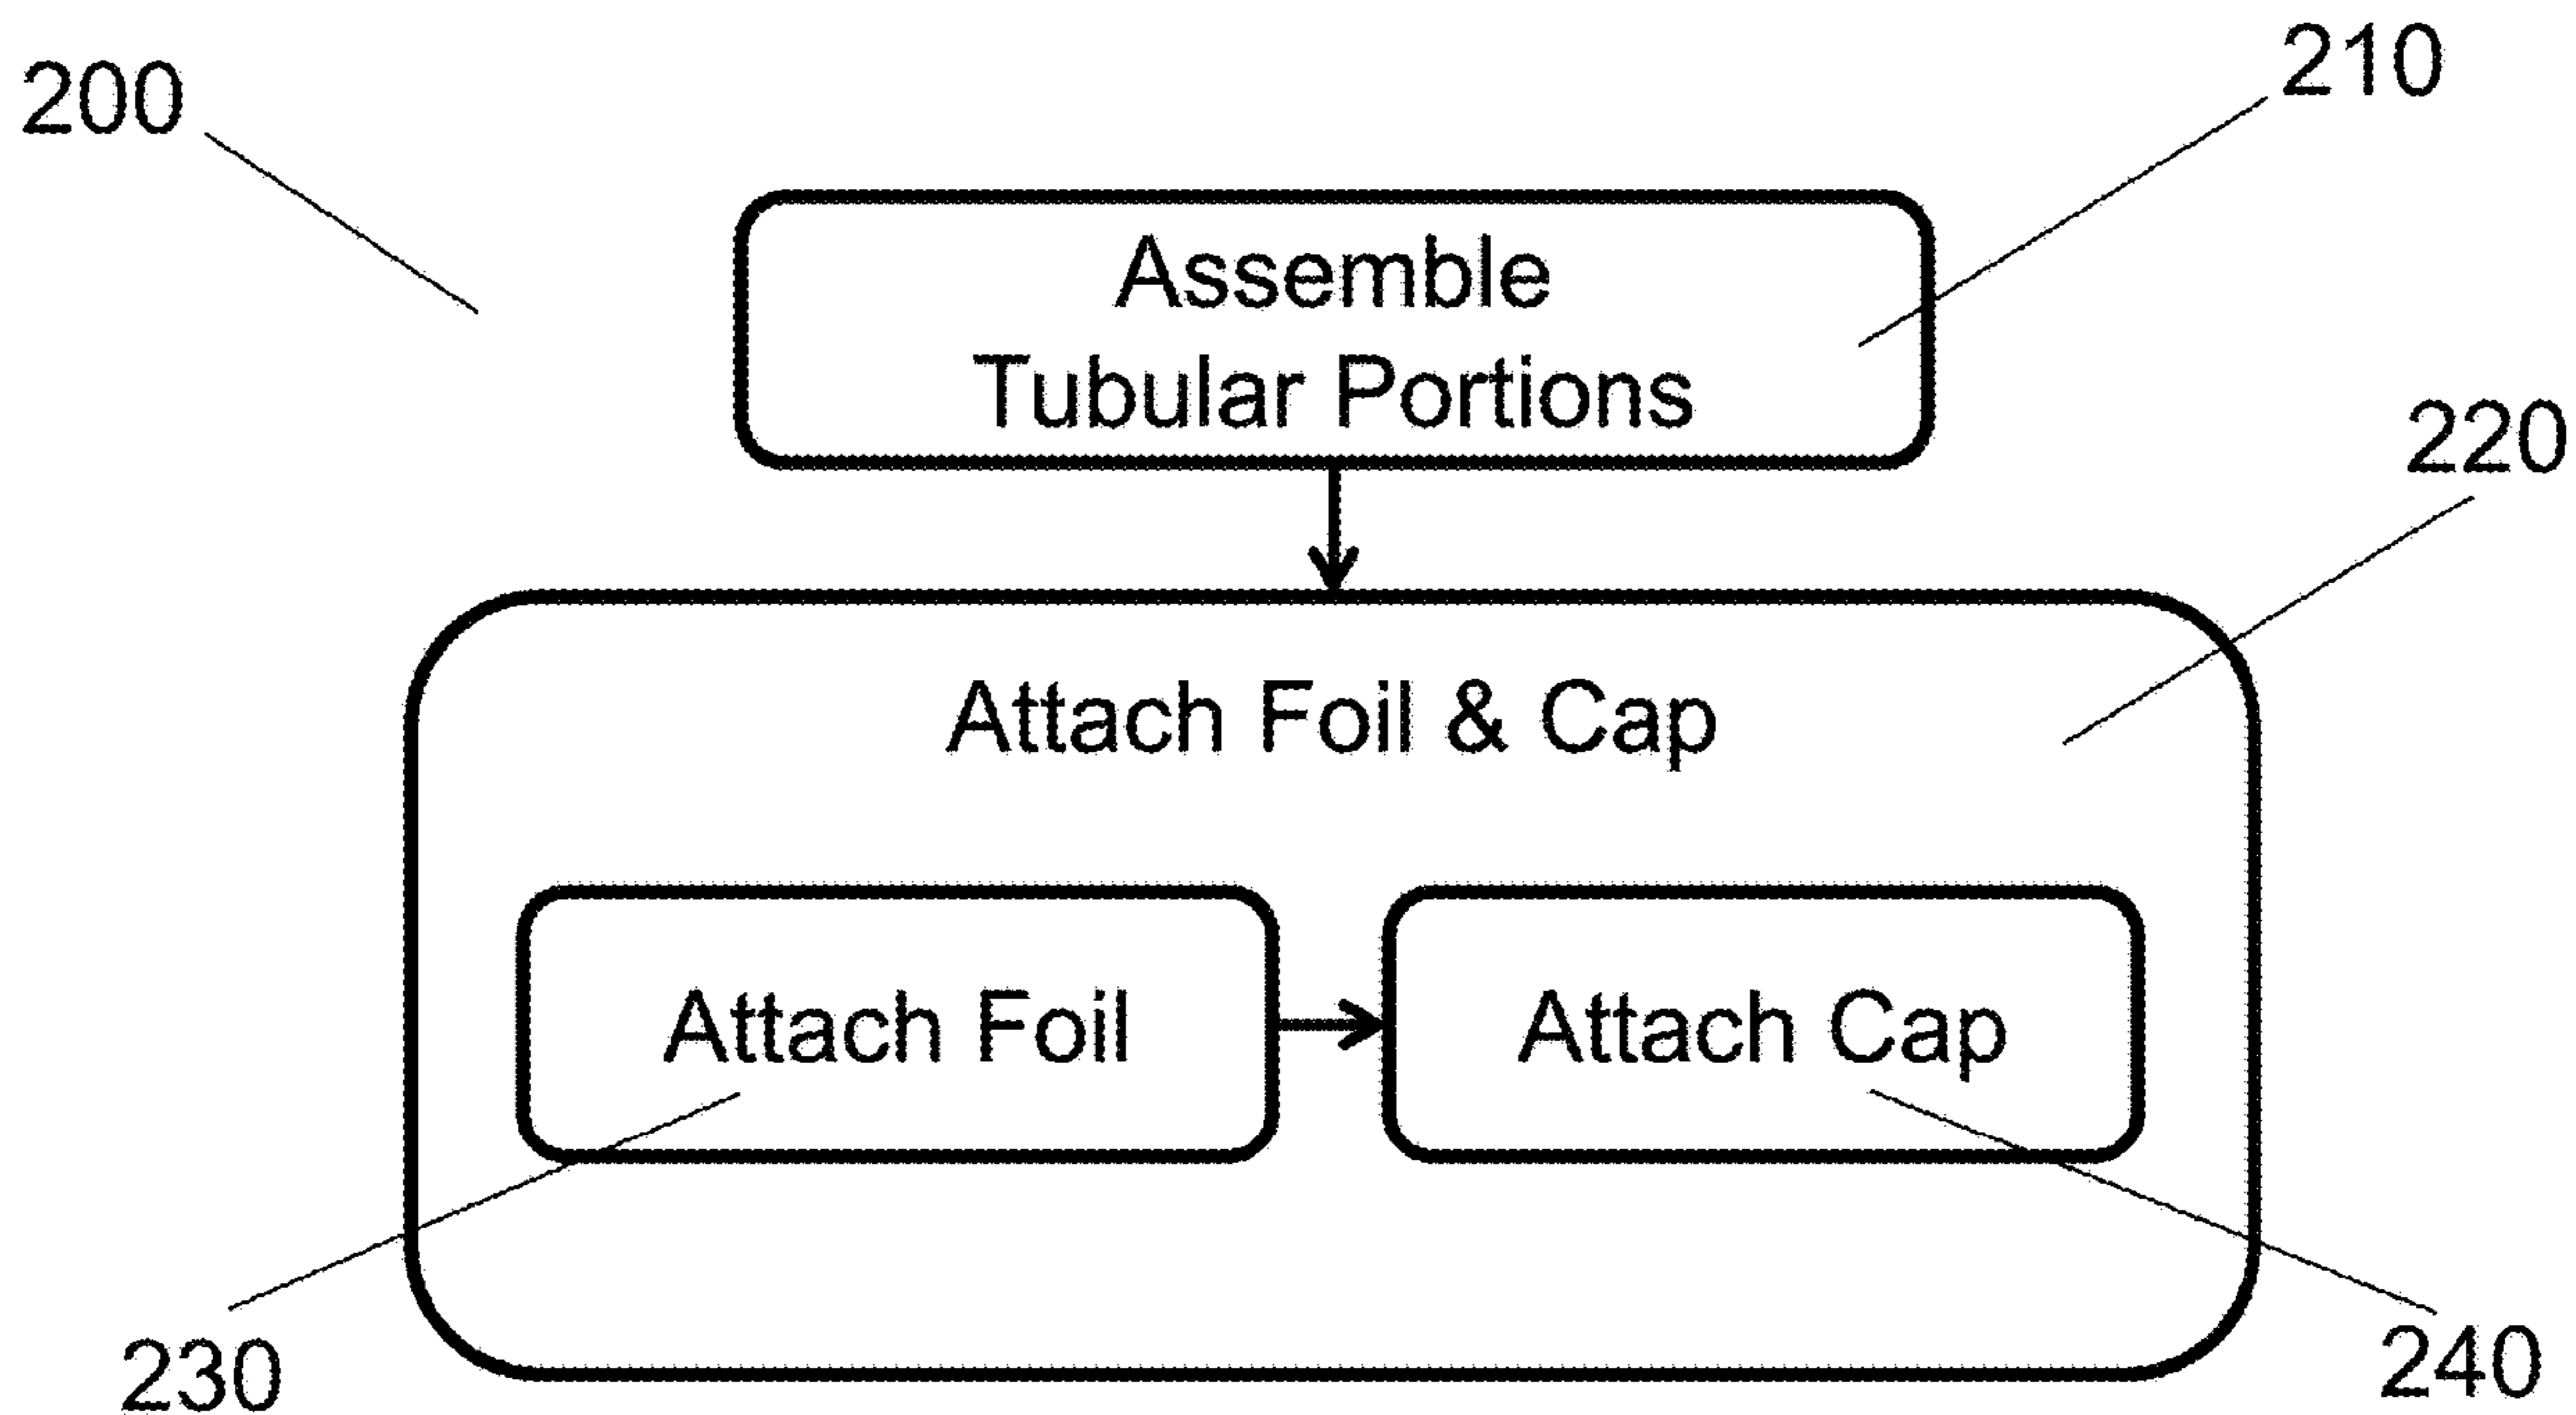 200
210
Assemble
Tubular Portions
220
Attach Foil & Cap
Attach Foil
Attach Cap
230
240